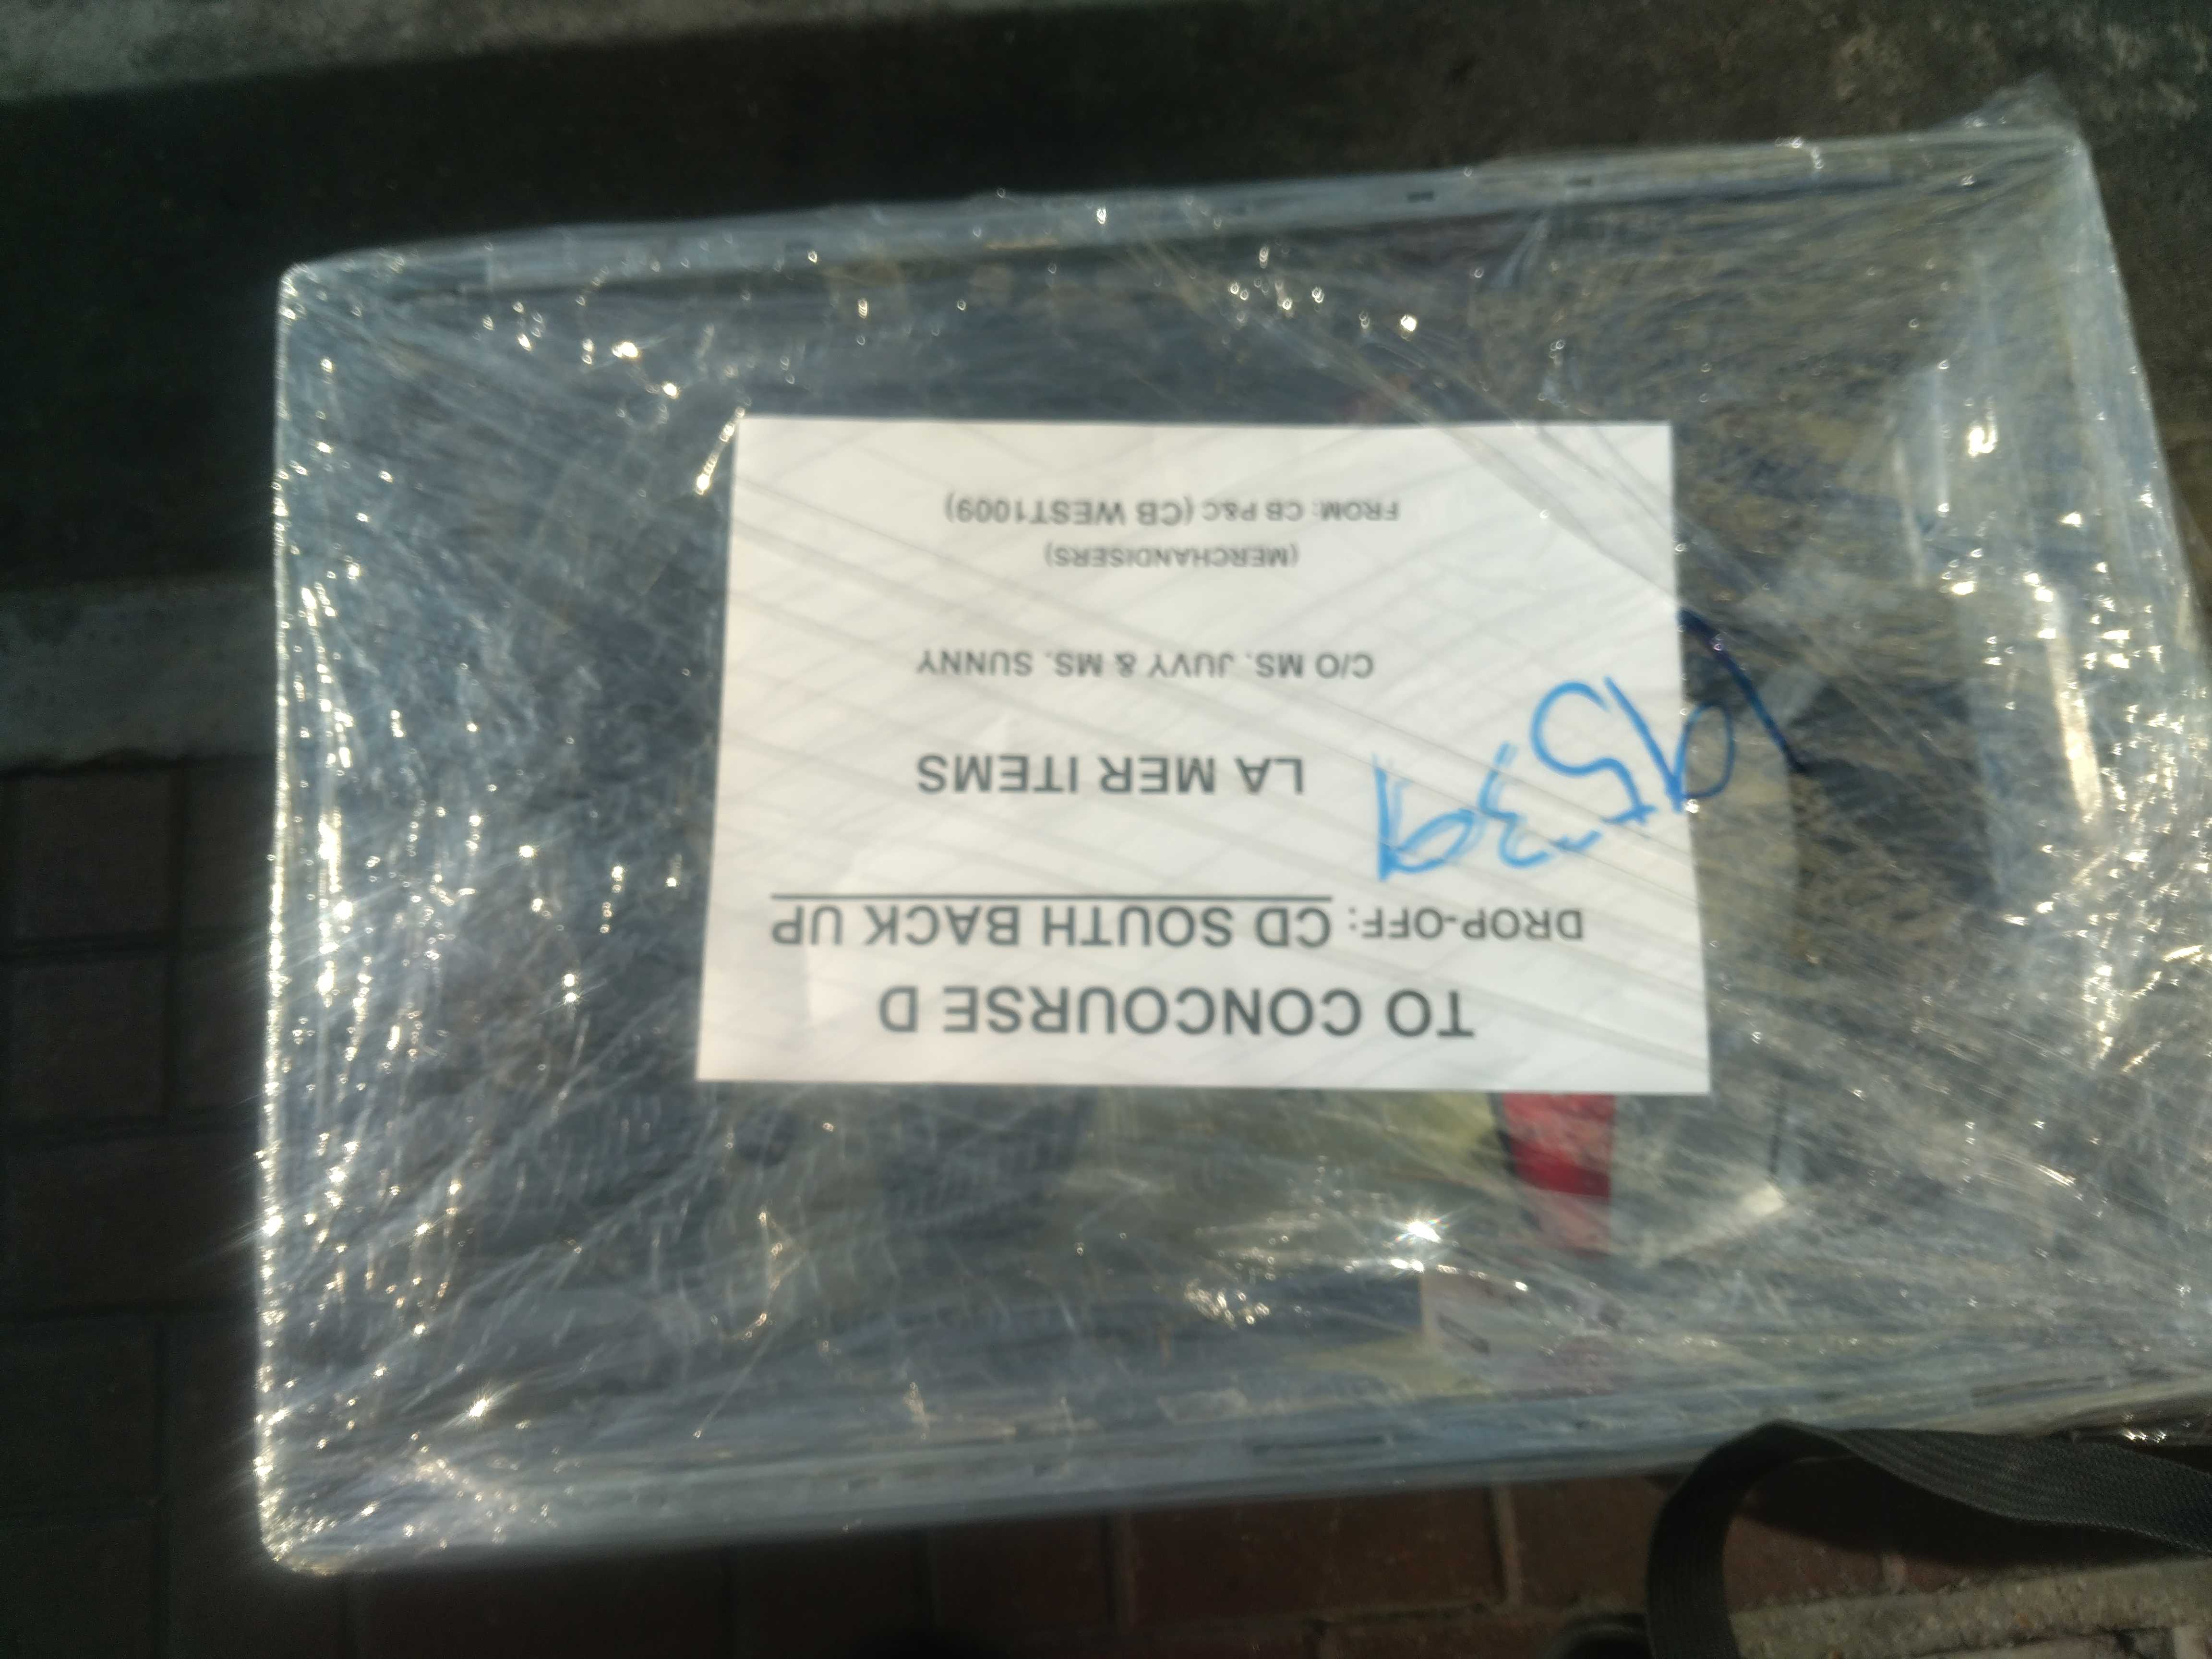 TO CONCOURSE D
DROP-OFF: CD SOUTH BACK UP
LA MER ITEMS
C/O MS. JUVY & MS. SUNNY
(MERCHANDISERS)
FROM: CB P&C (CB WEST1009)